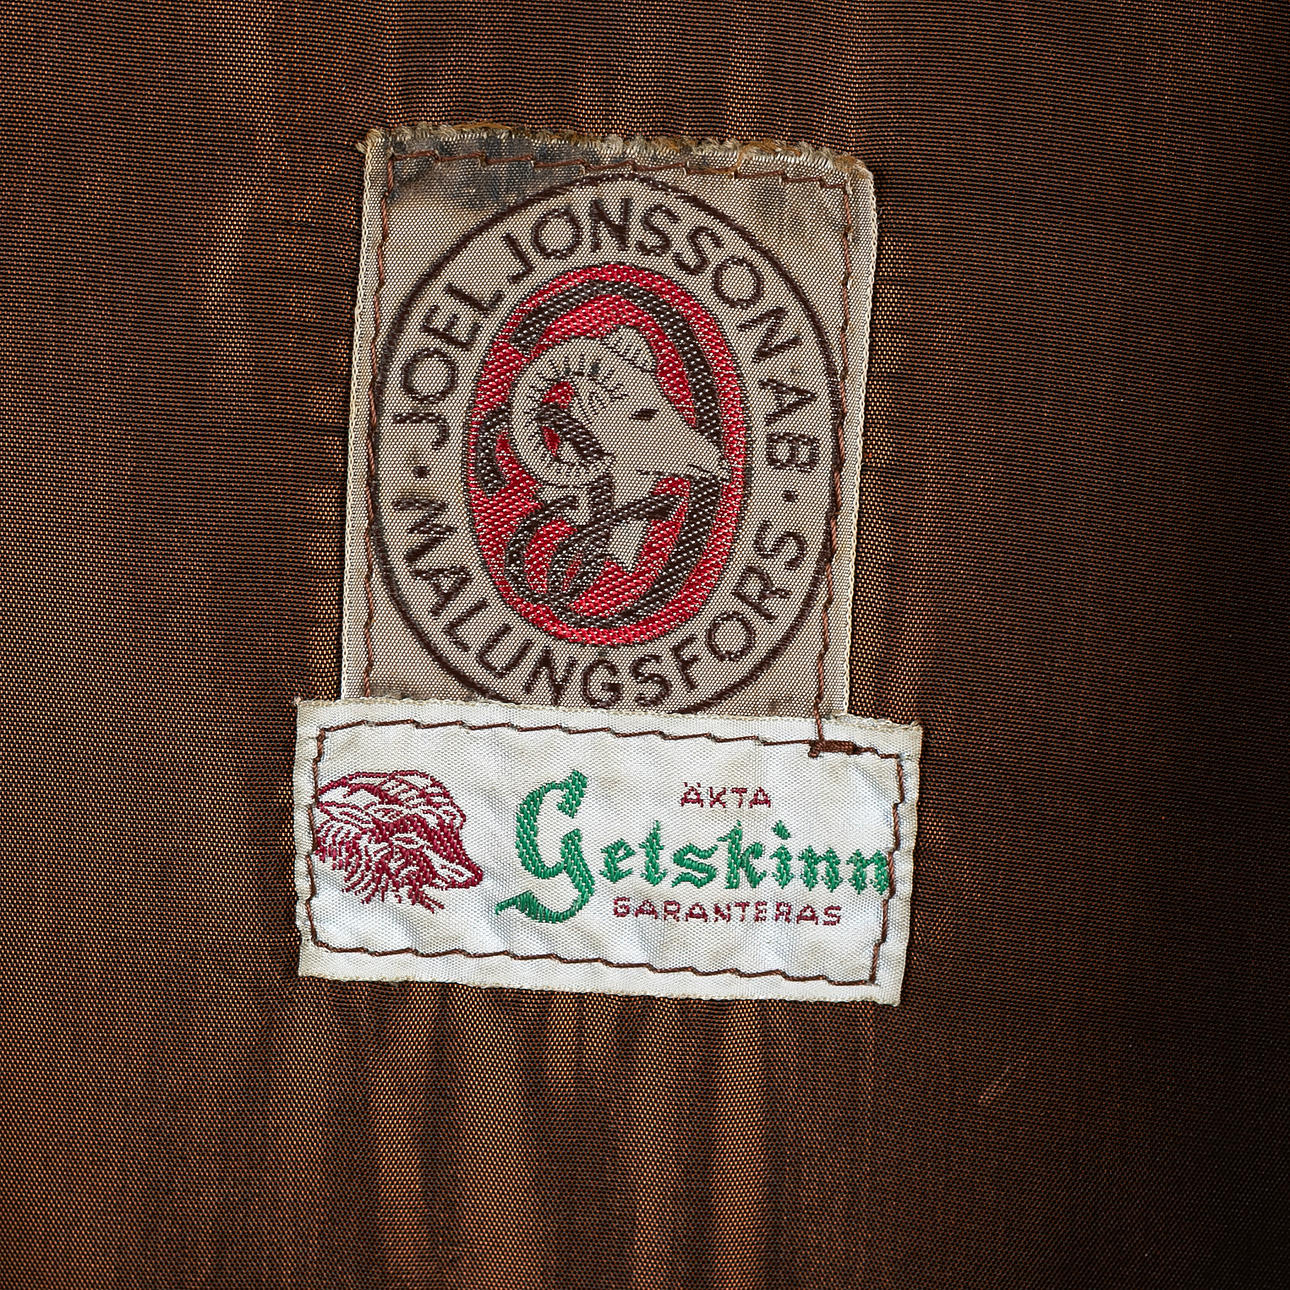 JOEL JONSSON AB · MALUNGSFORS ·
ÄKTA
Getskinn
GARANTERAS